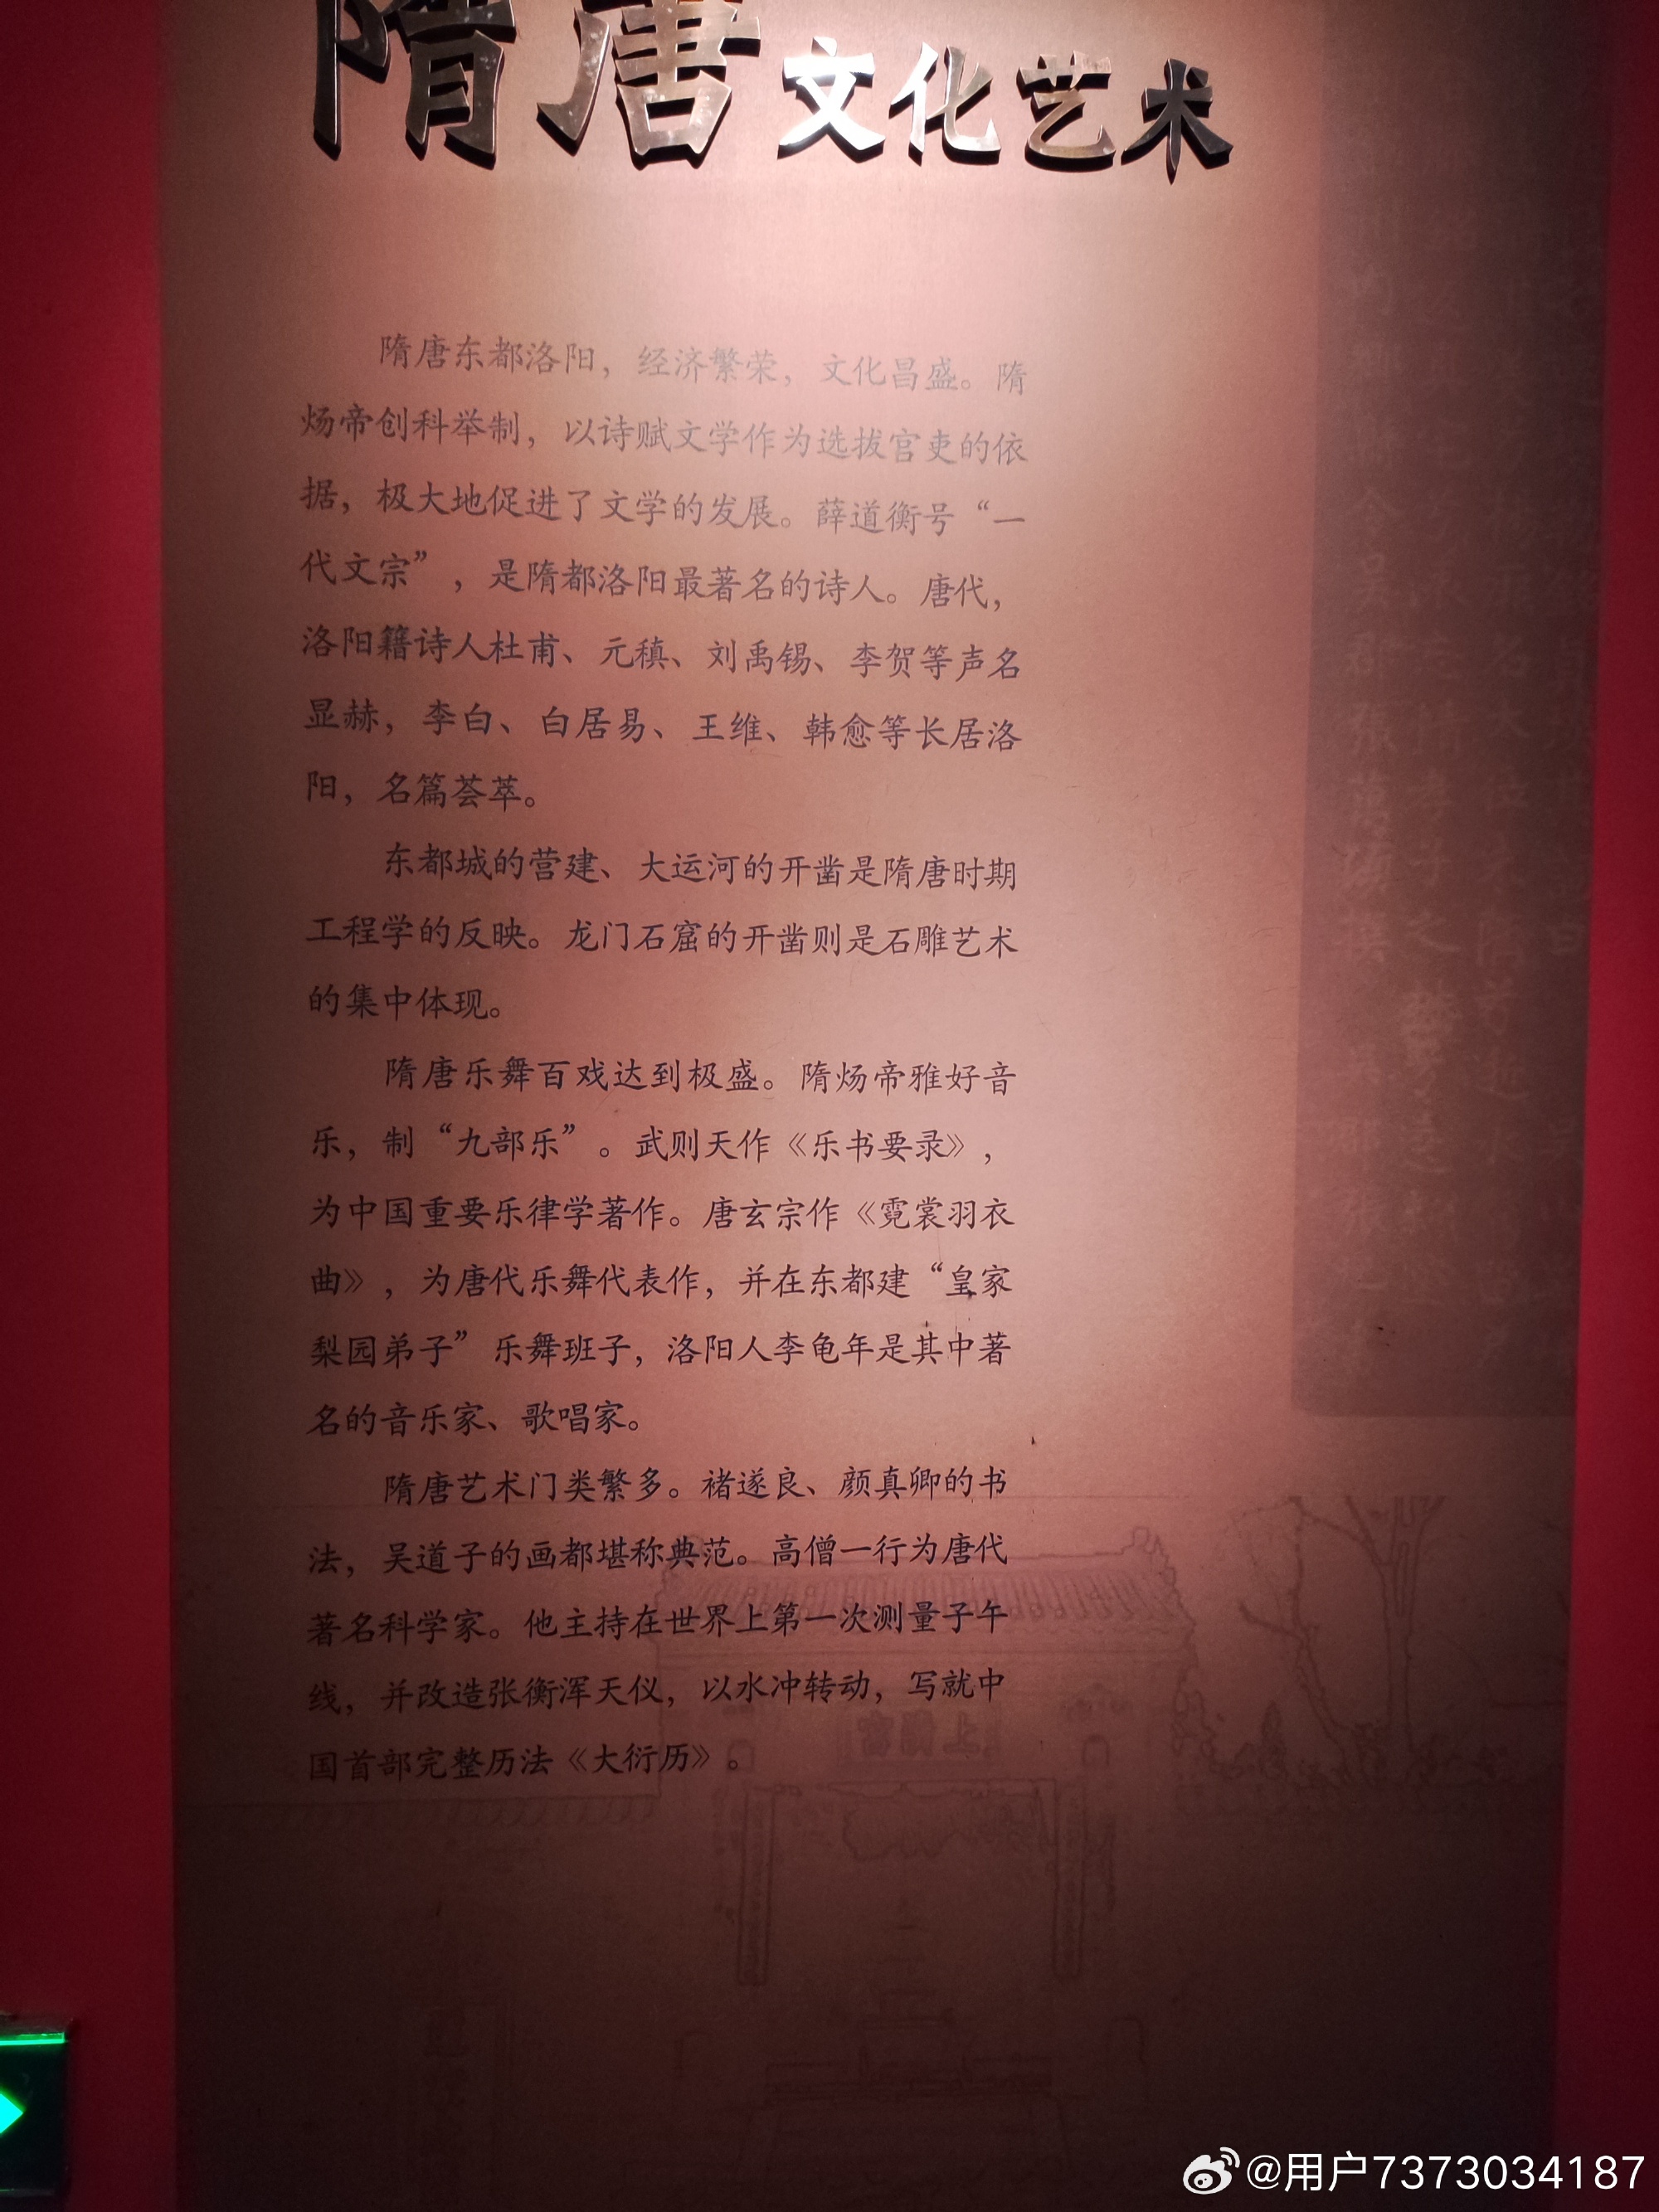 隋唐文化艺术
隋唐东都洛阳，经济繁荣，文化昌盛。隋
炀帝创科举制，以诗赋文学作为选拔官吏的依
据，极大地促进了文学的发展。薛道衡号“一
代文宗”，是隋都洛阳最著名的诗人。唐代，
洛阳籍诗人杜甫、元稹、刘禹锡、李贺等声名
显赫，李白、白居易、王维、韩愈等长居洛
阳，名篇荟萃。
东都城的营建、大运河的开凿是隋唐时期
工程学的反映。龙门石窟的开凿则是石雕艺术
的集中体现。
隋唐乐舞百戏达到极盛。隋炀帝雅好音
乐，制“九部乐”。武则天作《乐书要录》，
为中国重要乐律学著作。唐玄宗作《霓裳羽衣
曲》，为唐代乐舞代表作，并在东都建“皇家
梨园弟子”乐舞班子，洛阳人李龟年是其中著
名的音乐家、歌唱家。
隋唐艺术门类繁多。褚遂良、颜真卿的书
法，吴道子的画都堪称典范。高僧一行为唐代
著名科学家。他主持在世界上第一次测量子午
线，并改造张衡浑天仪，以水冲转动，写就中
国首部完整历法《大衍历》。
@用户7373034187